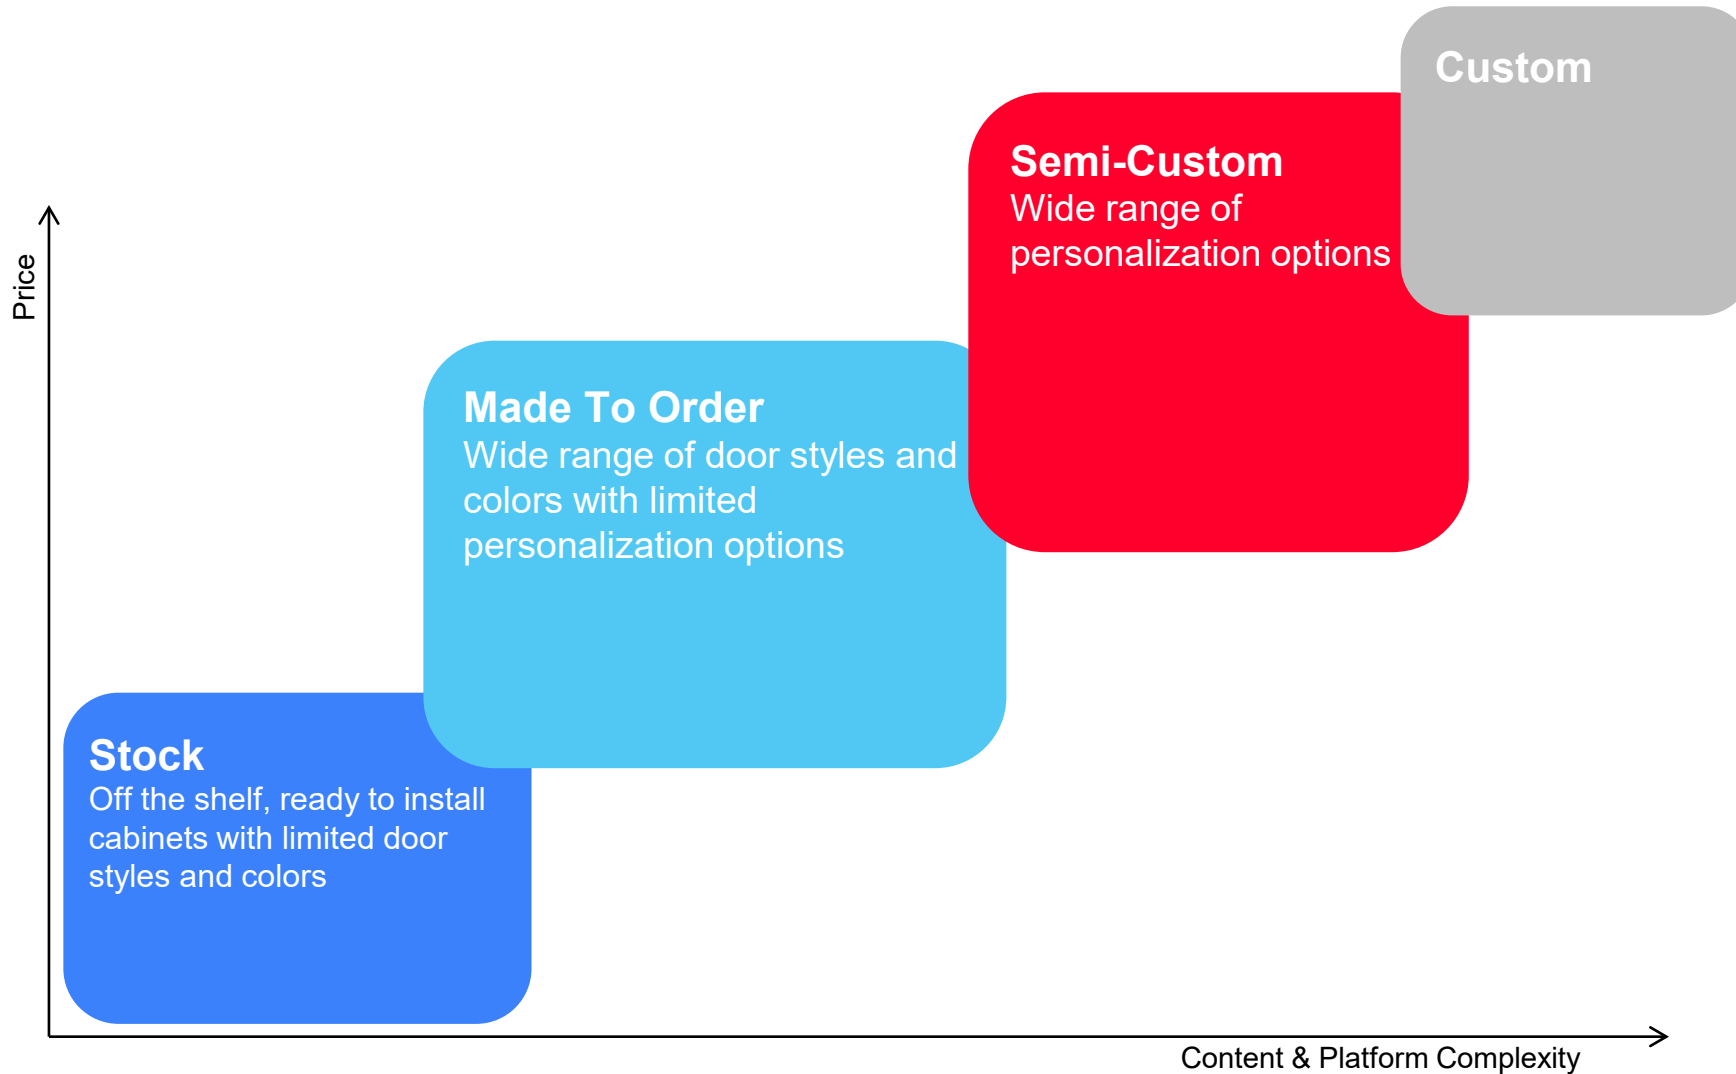 Custom
Semi-Custom
Wide range of
personalization options
Price
Made To Order
Wide range of door styles and
colors with limited
personalization options
Stock
Off the shelf, ready to install
cabinets with limited door
styles and colors
Content & Platform Complexity